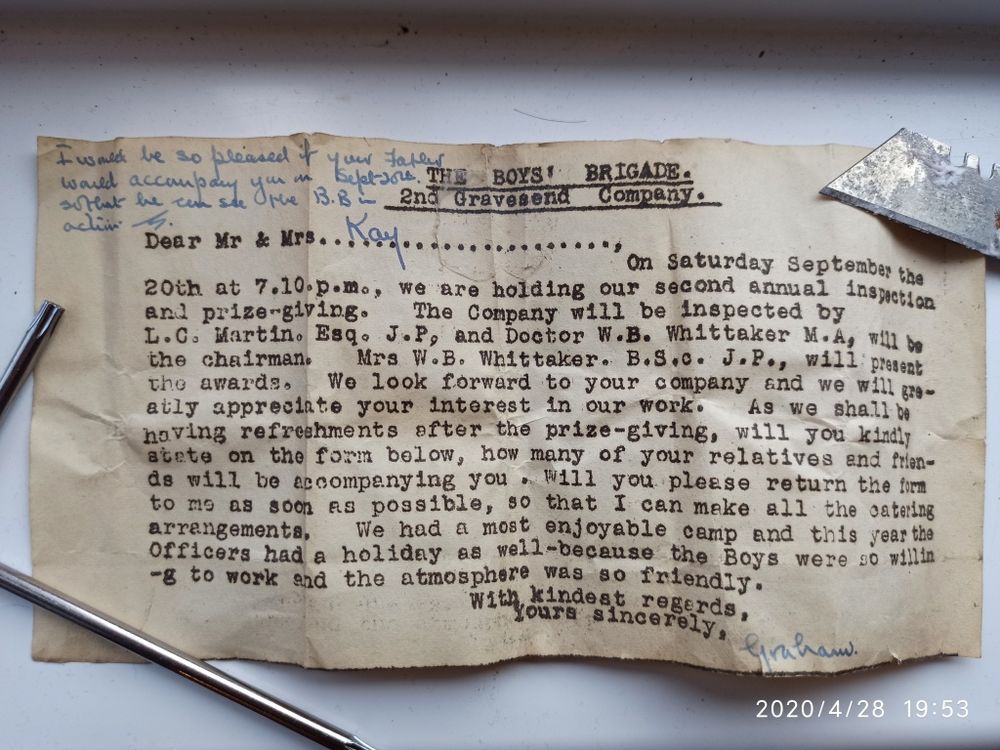 I would be so pleased if your Father
would accompany you on Sept 20th.
so that he can see the B.B in
action
THE BOYS' BRIGADE.
2nd Gravesend Company.
Dear Mr & Mrs... Kay ......................,
On Saturday September the
20th at 7.10.p.m., we are holding our second annual inspection
and prize-giving. The Company will be inspected by
L.C. Martin. Esq. J.P, and Doctor W.B. Whittaker M.A, will be
the chairman. Mrs W.B. Whittaker. B.S.c. J.P., will present
the awards. We look forward to your company and we will gre-
atly appreciate your interest in our work. As we shall be
having refreshments after the prize-giving, will you kindly
state on the form below, how many of your relatives and frien-
ds will be accompanying you . Will you please return the form
to me as soon as possible, so that I can make all the catering
arrangements. We had a most enjoyable camp and this year the
Officers had a holiday as well-because the Boys were so willin
-g to work and the atmosphere was so friendly.
With kindest regards,
Yours sincerely,
Graham.
2020/4/28 19:53